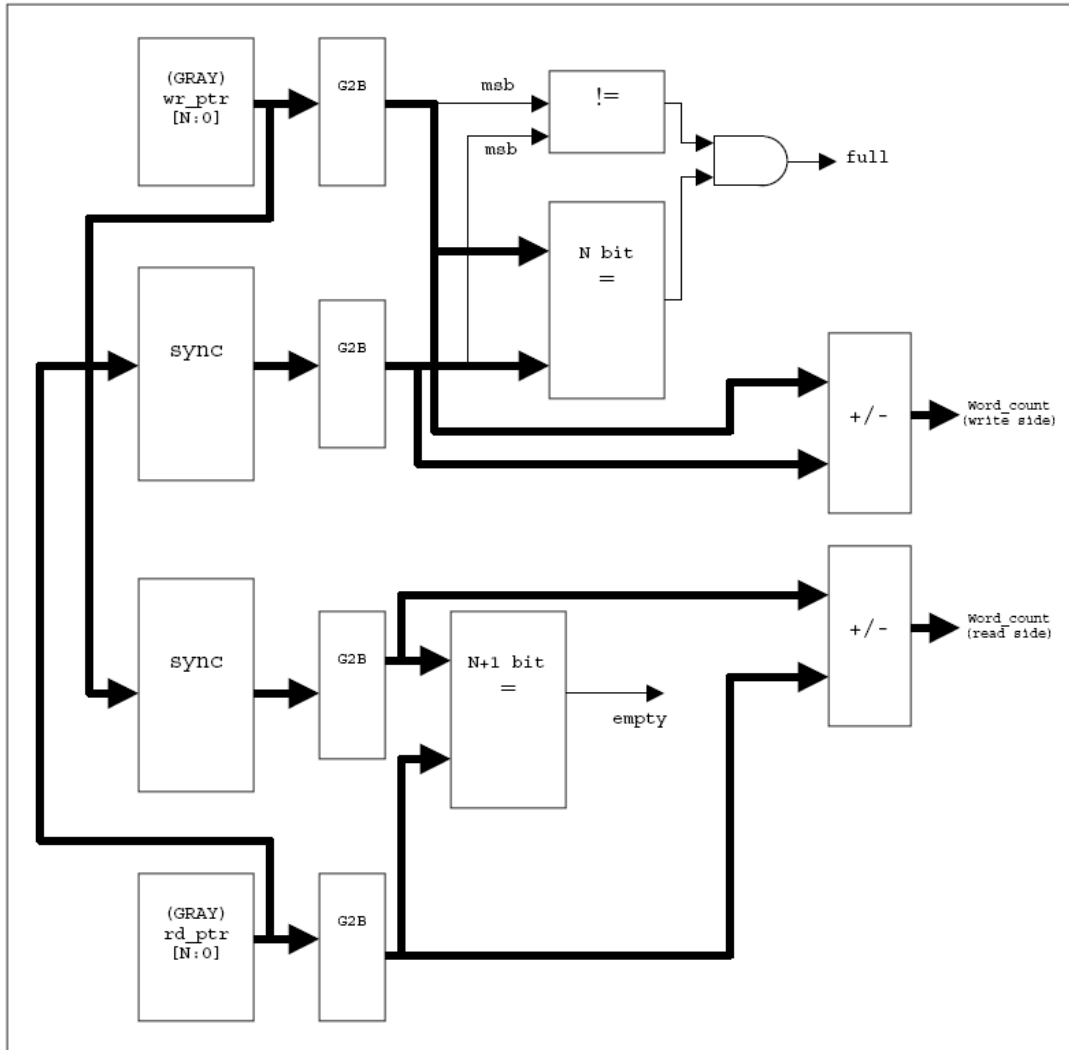 (GRAY)
wr_ptr
[N:0]
G2B
msb
!=
msb
full
N bit
=
sync
G2B
+/-
Word_count
(write side)
sync
G2B
N+1 bit
=
empty
+/-
Word_count
(read side)
(GRAY)
rd_ptr
[N:0]
G2B